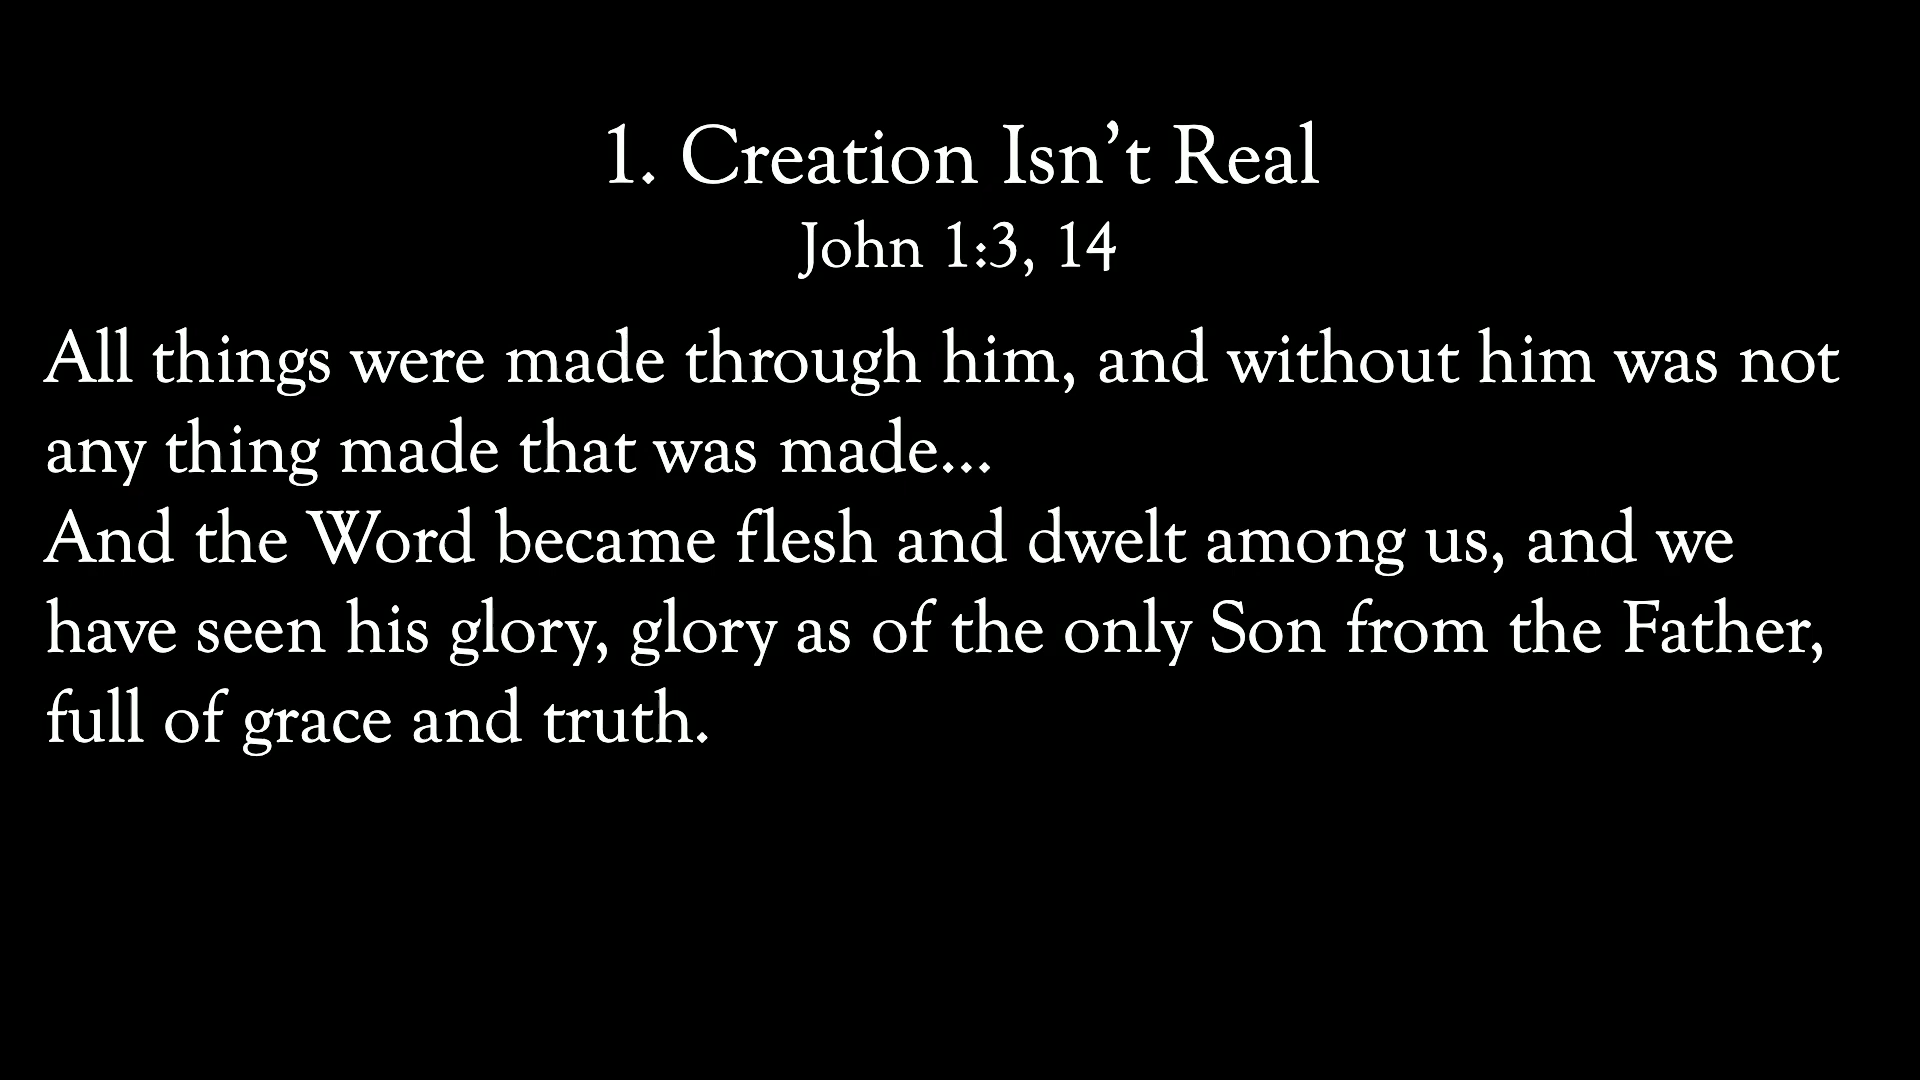 1. Creation Isn’t Real
John 1:3, 14
All things were made through him, and without him was not
any thing made that was made...
And the Word became flesh and dwelt among us, and we
have seen his glory, glory as of the only Son from the Father,
full of grace and truth.